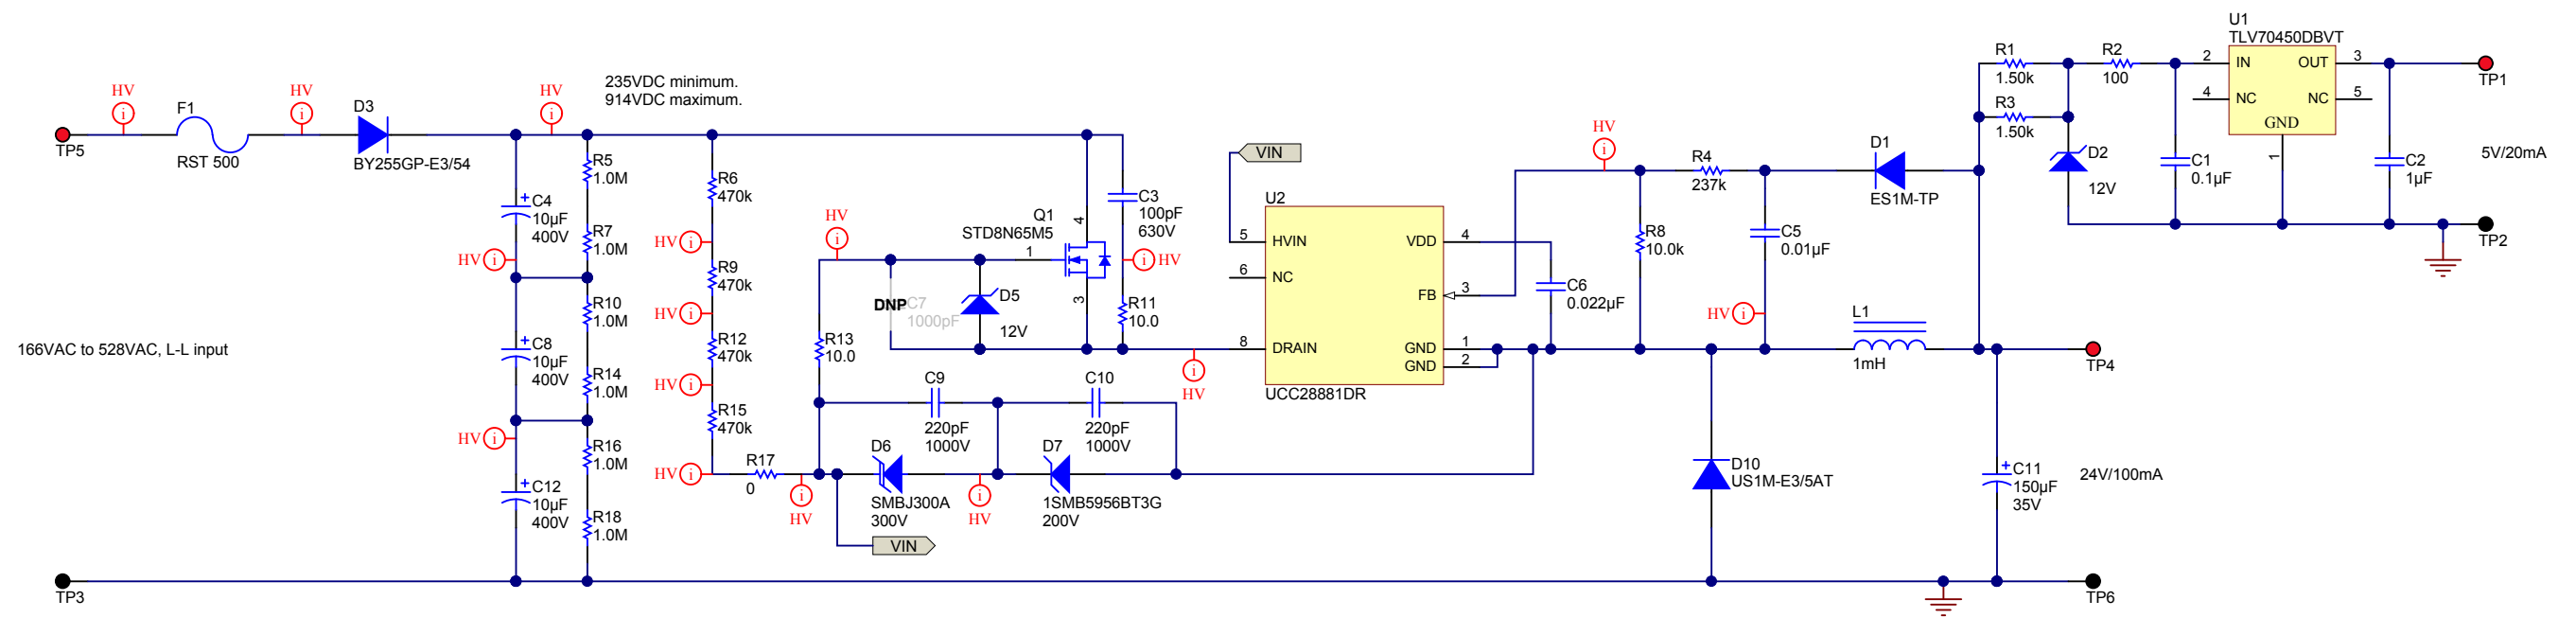 U1
TLV70450DBVT
2
IN
OUT
3
4
NC
NC
5
GND
1
TP1
TP2
5V/20mA
R1
1.50k
R2
100
R3
1.50k
D2
12V
C1
0.1µF
C2
1µF
235VDC minimum.
914VDC maximum.
HV
HV
HV
F1
RST 500
D3
BY255GP-E3/54
TP5
R5
1.0M
R6
470k
C4
10µF
400V
R7
1.0M
HV
HV
R9
470k
R10
1.0M
HV
C8
10µF
400V
R12
470k
HV
R14
1.0M
R15
470k
HV
R16
1.0M
HV
R17
0
C12
10µF
400V
R18
1.0M
166VAC to 528VAC, L-L input
TP3
C3
100pF
630V
Q1
STD8N65M5
4
1
3
HV
HV
R11
10.0
DNP
C7
1000pF
D5
12V
R13
10.0
HV
C9
220pF
1000V
C10
220pF
1000V
D6
SMBJ300A
300V
D7
1SMB5956BT3G
200V
HV
HV
VIN
VIN
U2
5
HVIN
6
NC
8
DRAIN
VDD
4
FB
3
GND
1
GND
2
UCC28881DR
C6
0.022µF
HV
R8
10.0k
R4
237k
C5
0.01µF
HV
D1
ES1M-TP
L1
1mH
D10
US1M-E3/5AT
TP4
C11
150µF
35V
24V/100mA
TP6